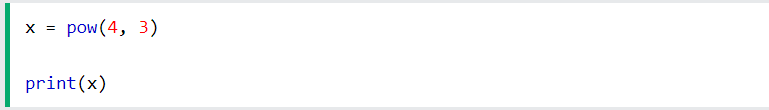 x = pow(4, 3)
print(x)